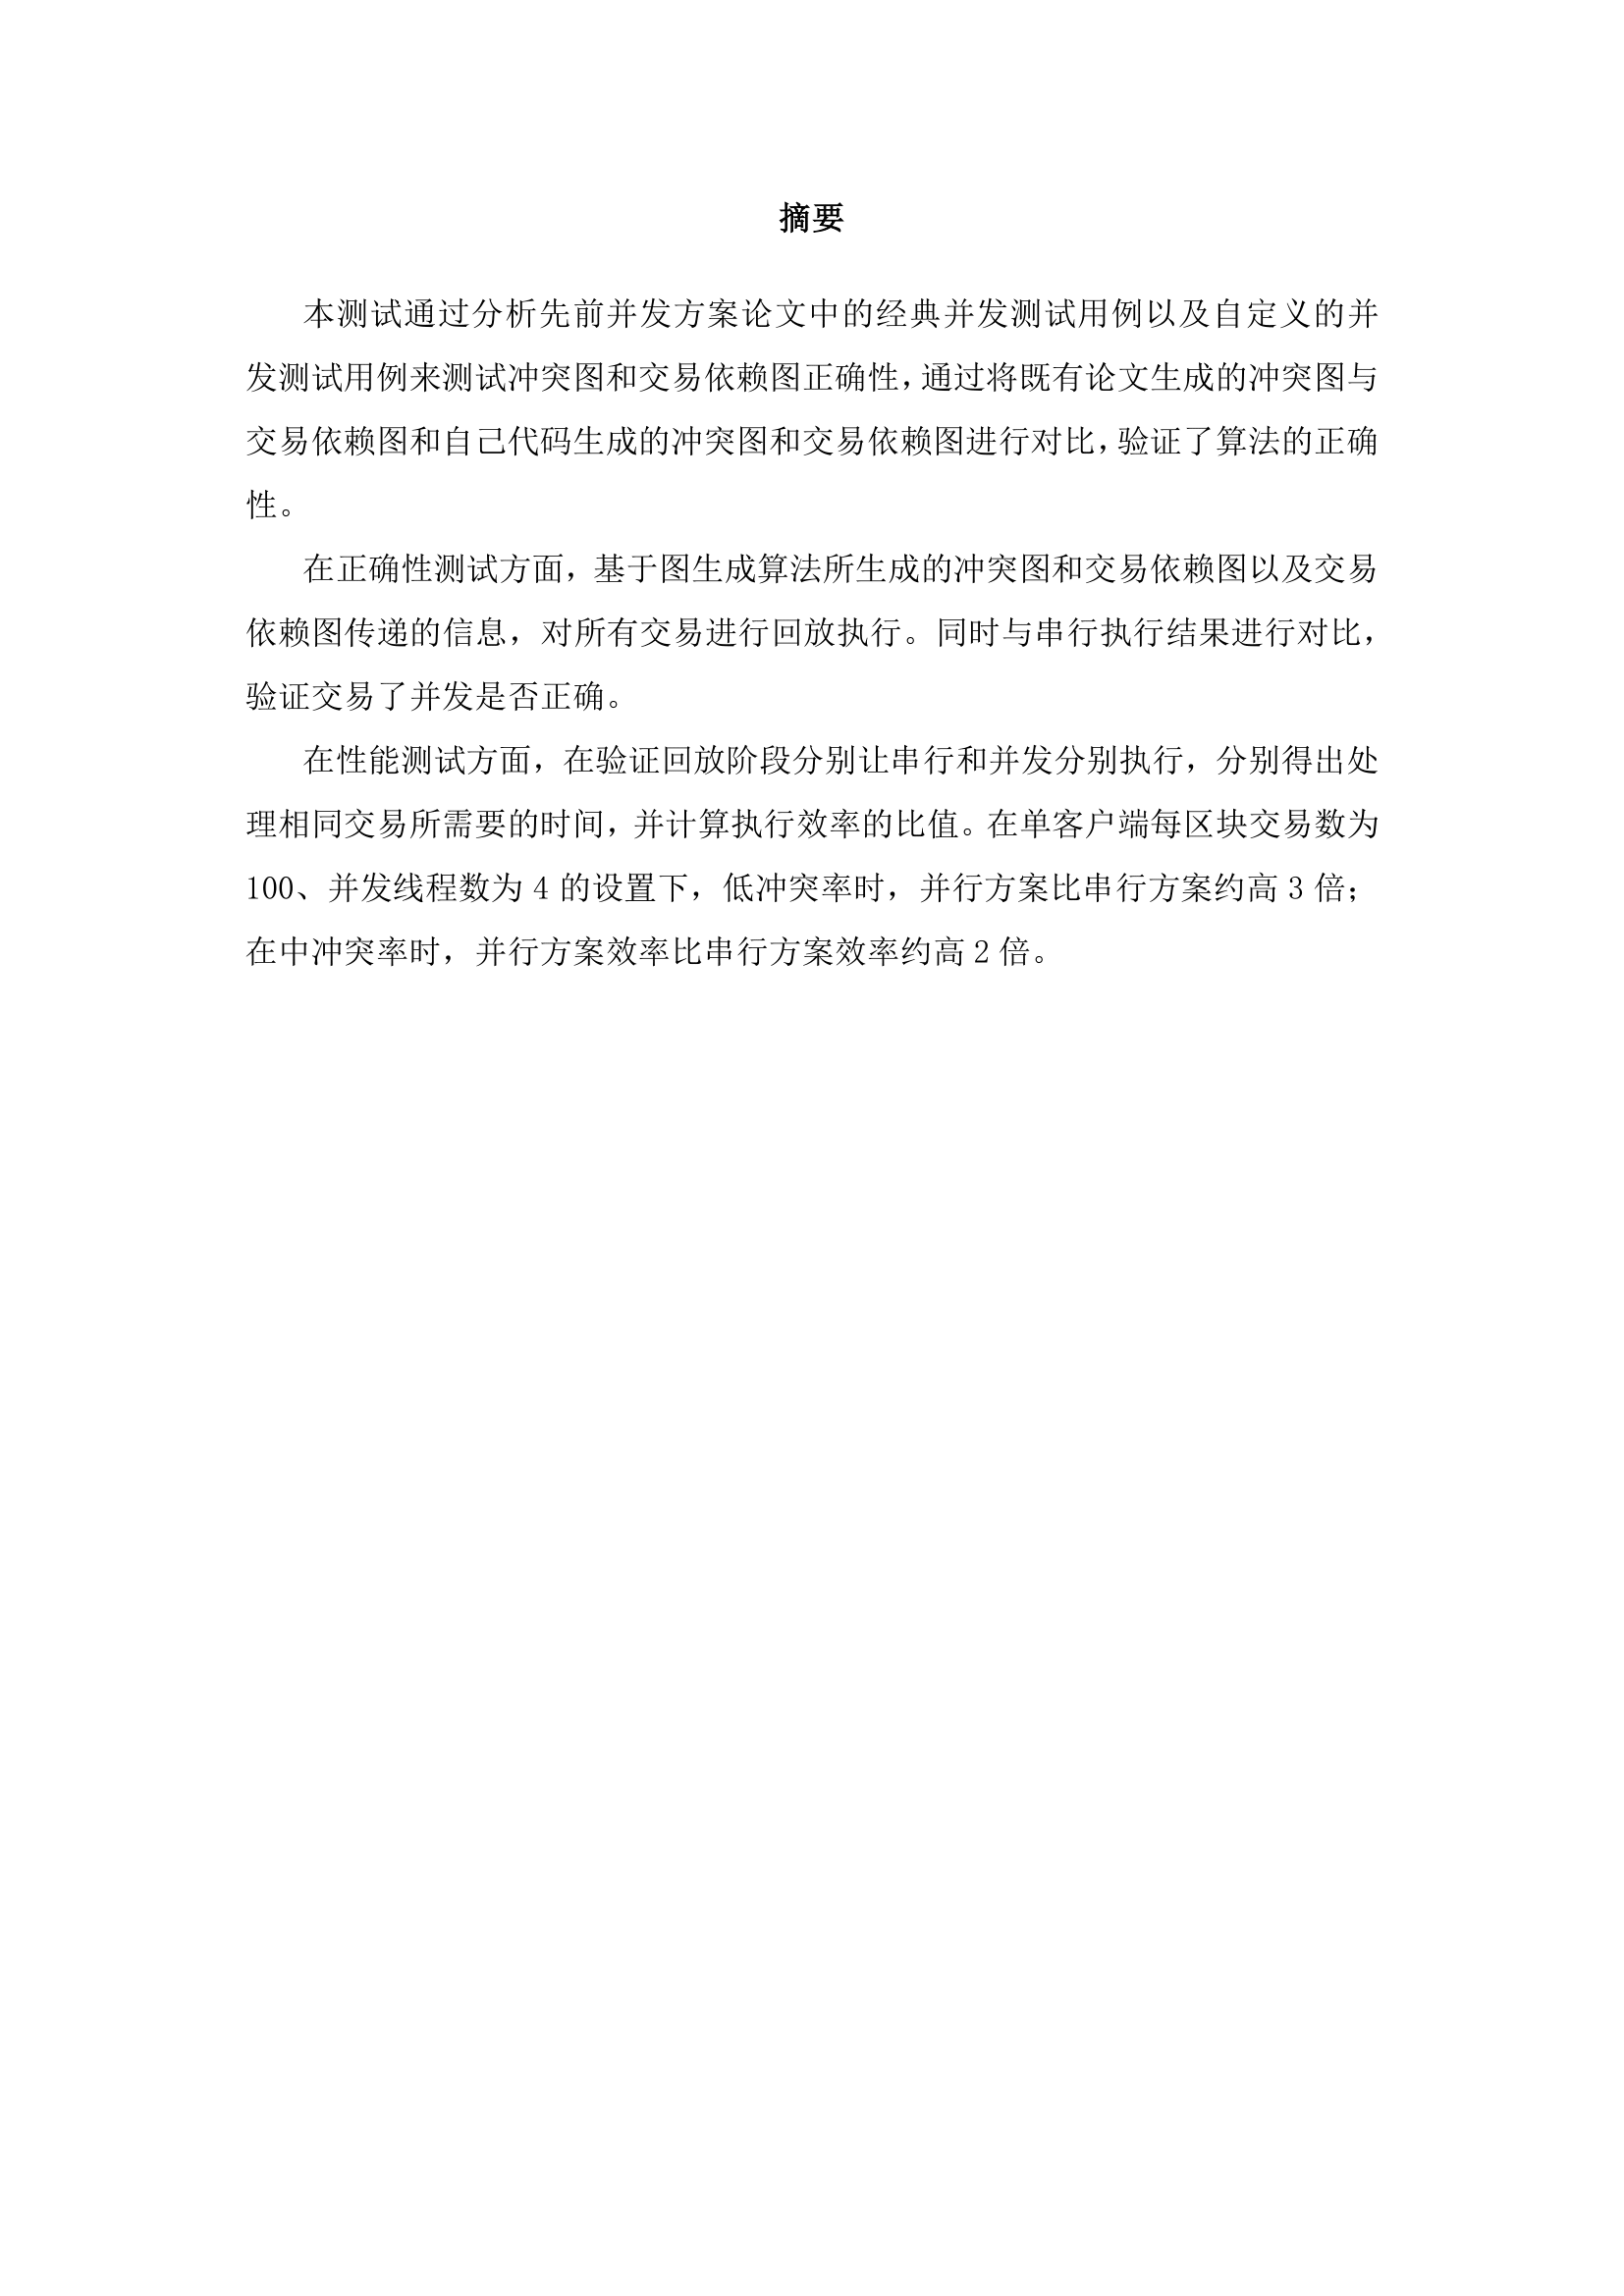 摘要
本测试通过分析先前并发方案论文中的经典并发测试用例以及自定义的并
发测试用例来测试冲突图和交易依赖图正确性，通过将既有论文生成的冲突图与
交易依赖图和自己代码生成的冲突图和交易依赖图进行对比，验证了算法的正确
性。
在正确性测试方面，基于图生成算法所生成的冲突图和交易依赖图以及交易
依赖图传递的信息，对所有交易进行回放执行。同时与串行执行结果进行对比，
验证交易了并发是否正确。
在性能测试方面，在验证回放阶段分别让串行和并发分别执行，分别得出处
理相同交易所需要的时间，并计算执行效率的比值。在单客户端每区块交易数为
100、并发线程数为 4 的设置下，低冲突率时，并行方案比串行方案约高 3 倍；
在中冲突率时，并行方案效率比串行方案效率约高 2 倍。